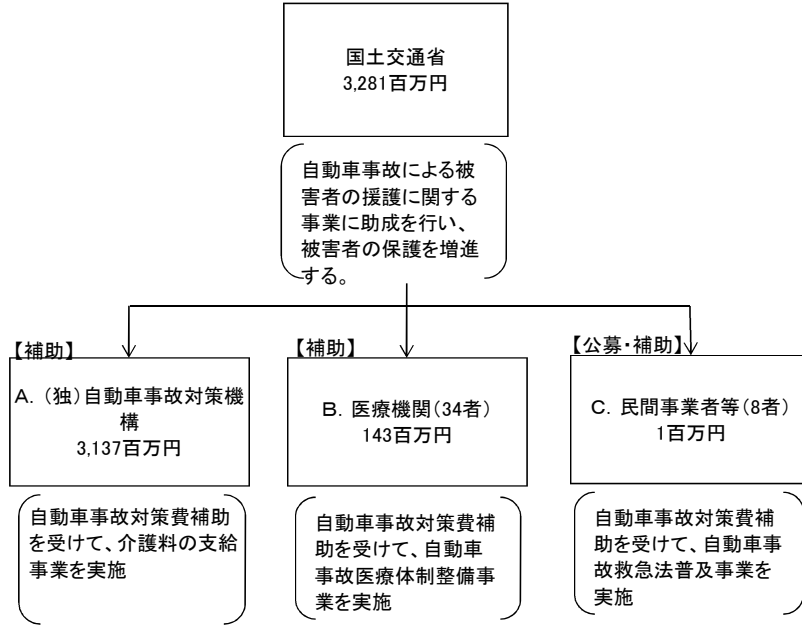 国土交通省
3,281百万円
自動車事故による被
害者の援護に関する
事業に助成を行い、
被害者の保護を増進
する。
【補助】
A.（独）自動車事故対策機
構
3,137百万円
自動車事故対策費補助
を受けて、介護料の支給
事業を実施
【補助】
B. 医療機関（34者）
143百万円
自動車事故対策費補
助を受けて、自動車
事故医療体制整備事
業を実施
【公募・補助】
C. 民間事業者等（8者）
1百万円
自動車事故対策費補
助を受けて、自動車事
故救急法普及事業を
実施